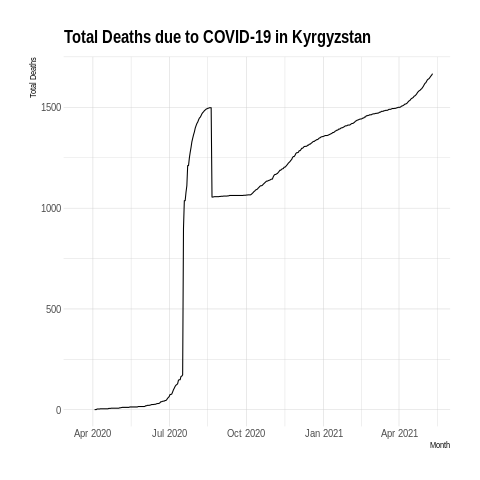 Total Deaths due to COVID-19 in Kyrgyzstan
Total Deaths
1500
1000
500
0
Apr 2020 Jul 2020 Oct 2020 Jan 2021 Apr 2021
Month